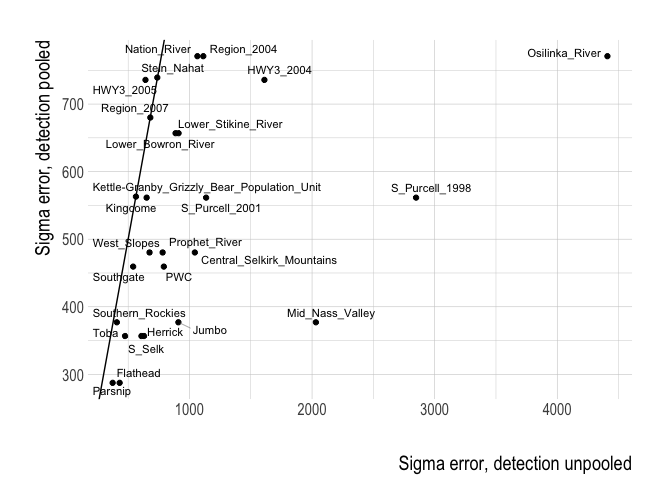 Sigma error, detection pooled
Nation_River
Region_2004
Osilinka_River
Stein_Nahat
HWY3_2004
HWY3_2005
700
Region_2007
Lower_Stikine_River
Lower_Bowron_River
600
Kettle-Granby_Grizzly_Bear_Population_Unit
S_Purcell_1998
Kingcome
S_Purcell_2001
500
West_Slopes
Prophet_River
Central_Selkirk_Mountains
Southgate
PWC
400
Southern_Rockies
Mid_Nass_Valley
Toba
Herrick
Jumbo
S_Selk
300
Flathead
Parsnip
1000
2000
3000
4000
Sigma error, detection unpooled